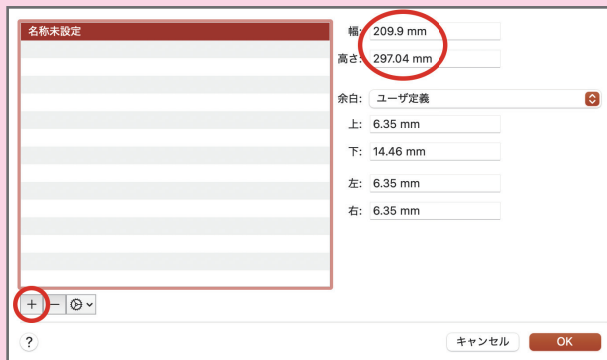 名称未設定
幅: 209.9 mm
高さ: 297.04 mm
余白: ユーザ定義
上: 6.35 mm
下: 14.46 mm
左: 6.35 mm
右: 6.35 mm
+ −
?
キャンセル OK